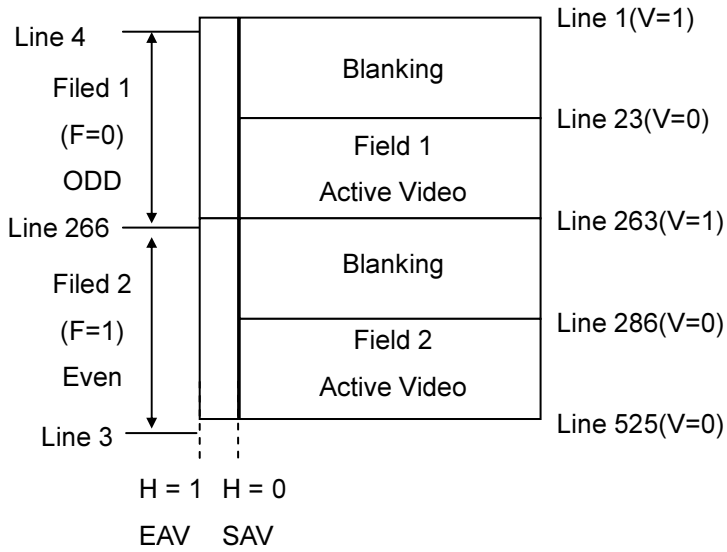 Line 4
Filed 1
(F=0)
ODD
Line 266
Filed 2
(F=1)
Even
Line 3
Blanking
Field 1
Active Video
Blanking
Field 2
Active Video
Line 1(V=1)
Line 23(V=0)
Line 263(V=1)
Line 286(V=0)
Line 525(V=0)
H = 1 H = 0
EAV SAV